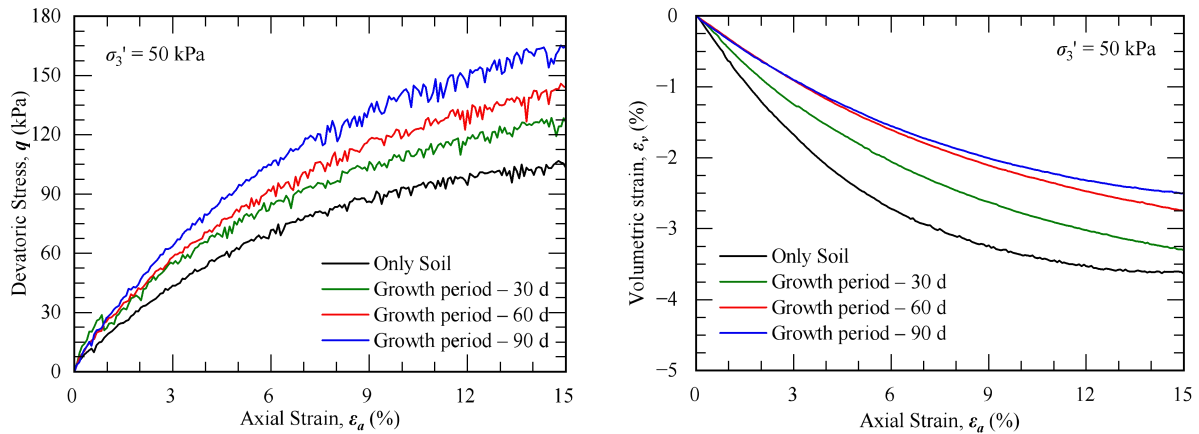 180
150
120
90
60
30
0
Devatoric Stress, q (kPa)
σ3' = 50 kPa
Only Soil
Growth period – 30 d
Growth period – 60 d
Growth period – 90 d
0 3 6 9 12 15
Axial Strain, εa (%)
0
−1
−2
−3
−4
−5
Volumetric strain, εv (%)
σ3' = 50 kPa
Only Soil
Growth period – 30 d
Growth period – 60 d
Growth period – 90 d
0 3 6 9 12 15
Axial Strain, εa (%)